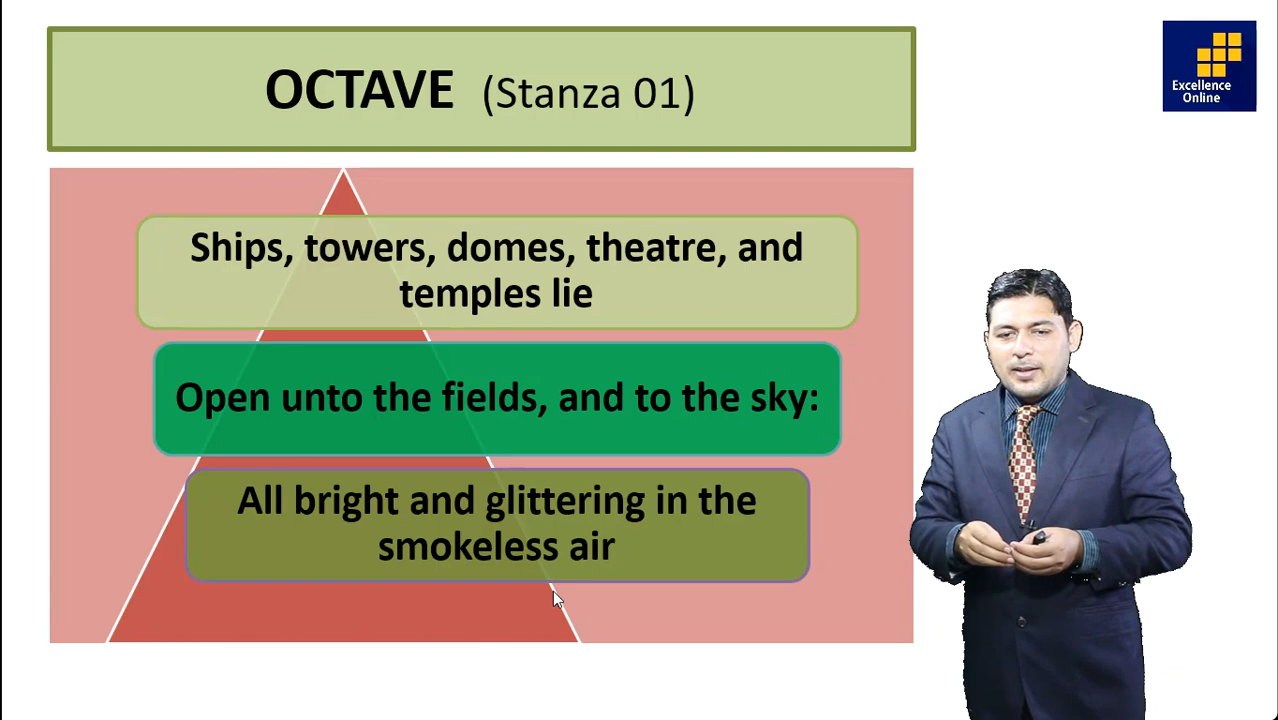 OCTAVE (Stanza 01)
Excellence
Online
Ships, towers, domes, theatre, and
temples lie
Open unto the fields, and to the sky:
All bright and glittering in the
smokeless air